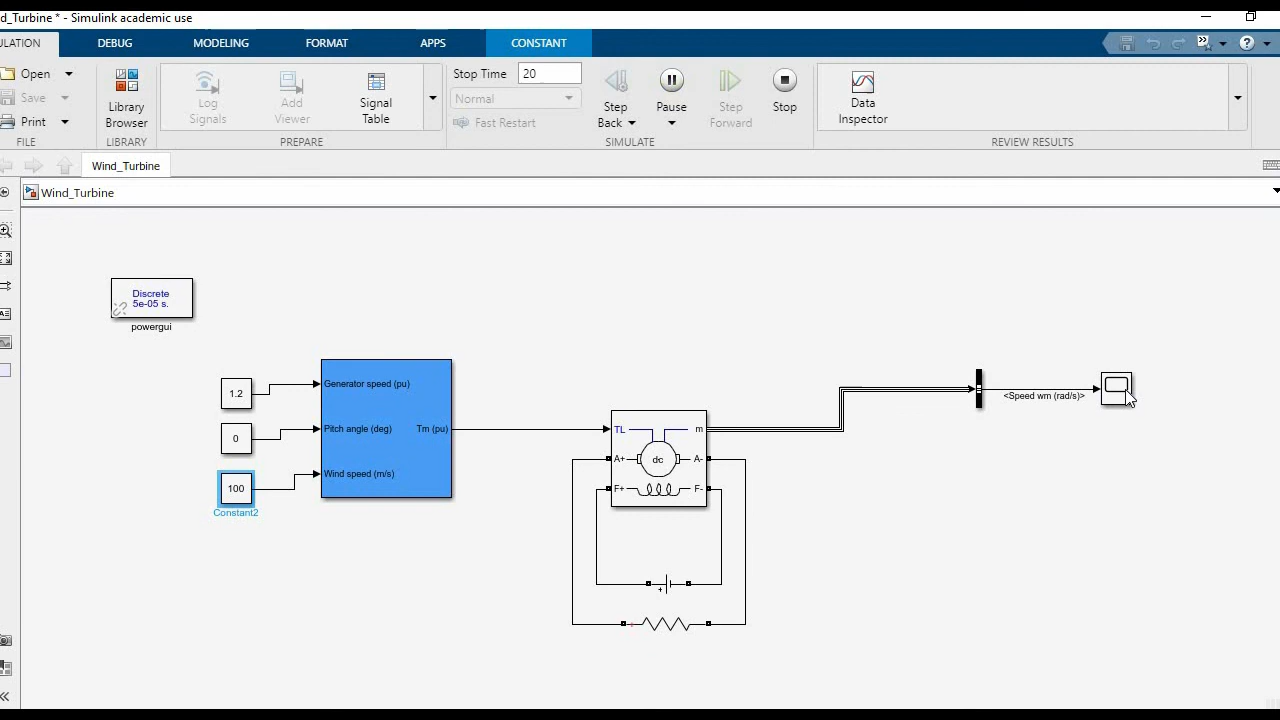 d_Turbine * - Simulink academic use
ULATION
DEBUG
MODELING
FORMAT
APPS
CONSTANT
Open
Save
Print
FILE
Library
Browser
LIBRARY
Log
Signals
Add
Viewer
Signal
Table
PREPARE
Stop Time
20
Normal
Fast Restart
Step
Back
Pause
Step
Forward
Stop
SIMULATE
Data
Inspector
REVIEW RESULTS
Wind_Turbine
Wind_Turbine
Discrete
5e-05 s.
powergui
1.2
0
100
Constant2
Generator speed (pu)
Pitch angle (deg)
Tm (pu)
Wind speed (m/s)
TL
m
A+
dc
A-
F+
F-
+
+
<Speed wm (rad/s)>